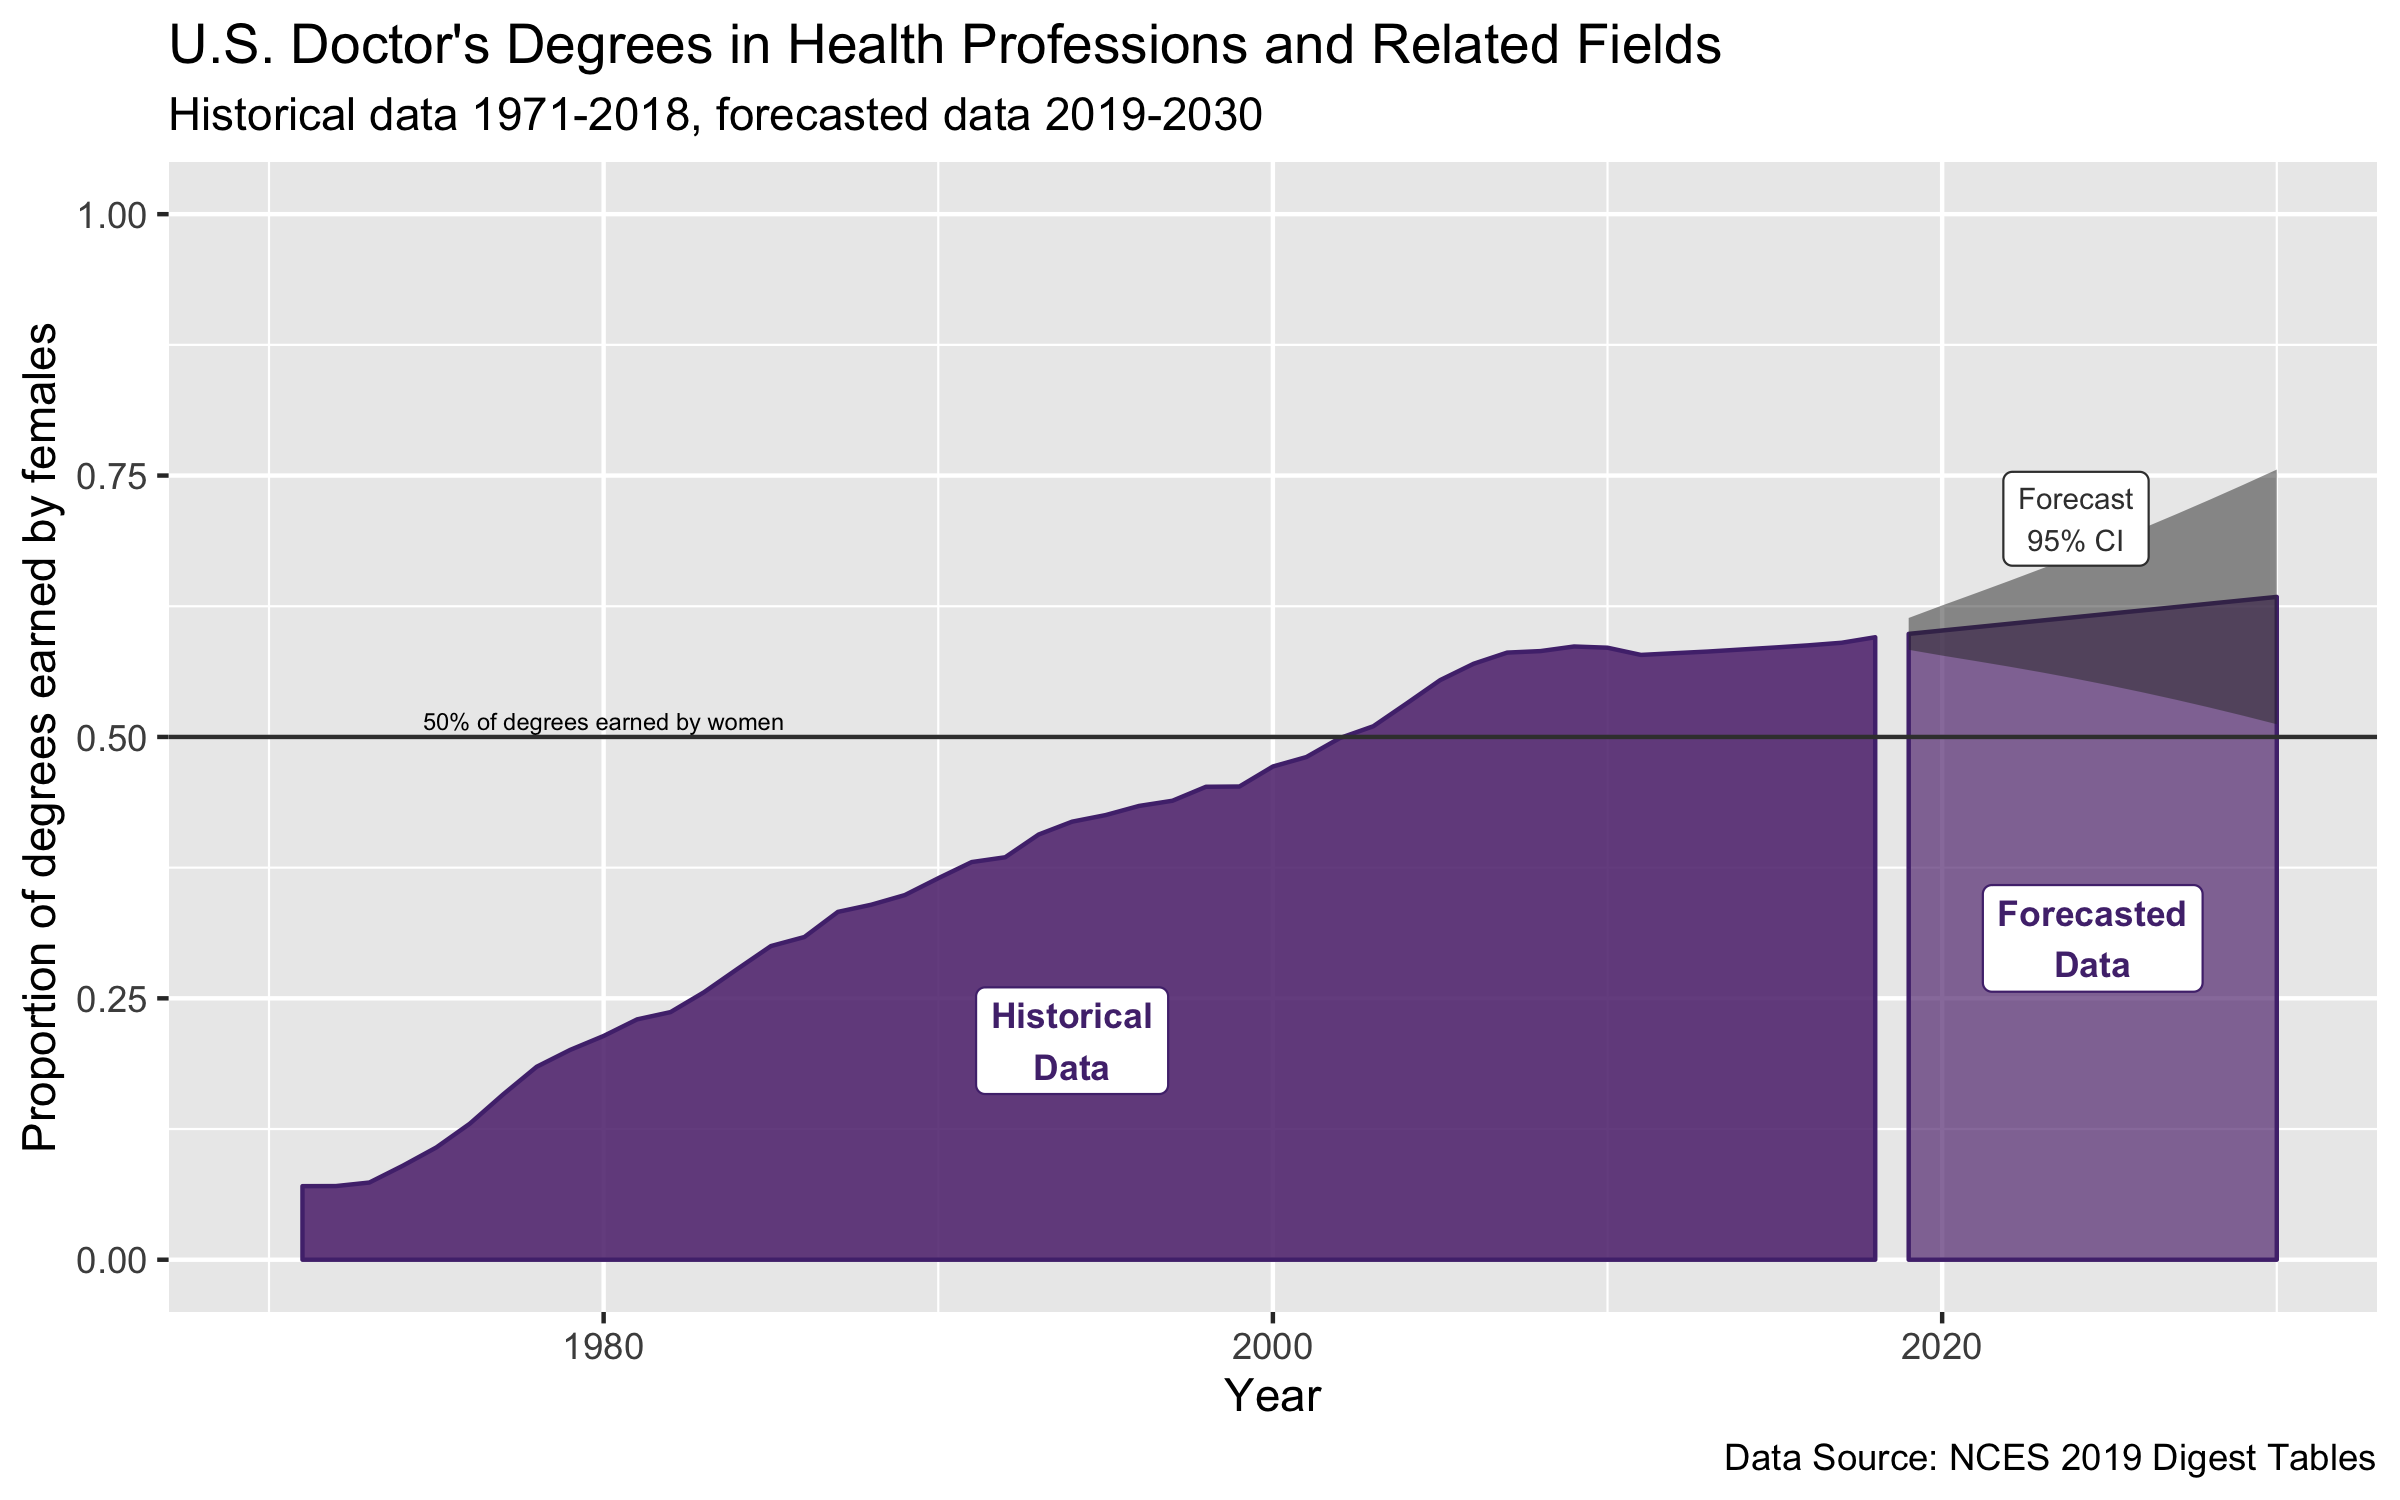 U.S. Doctor's Degrees in Health Professions and Related Fields
Historical data 1971-2018, forecasted data 2019-2030
Proportion of degrees earned by females
1.00
0.75
0.50
0.25
0.00
Forecast
95% CI
50% of degrees earned by women
Forecasted
Data
Historical
Data
1980
2000
2020
Year
Data Source: NCES 2019 Digest Tables